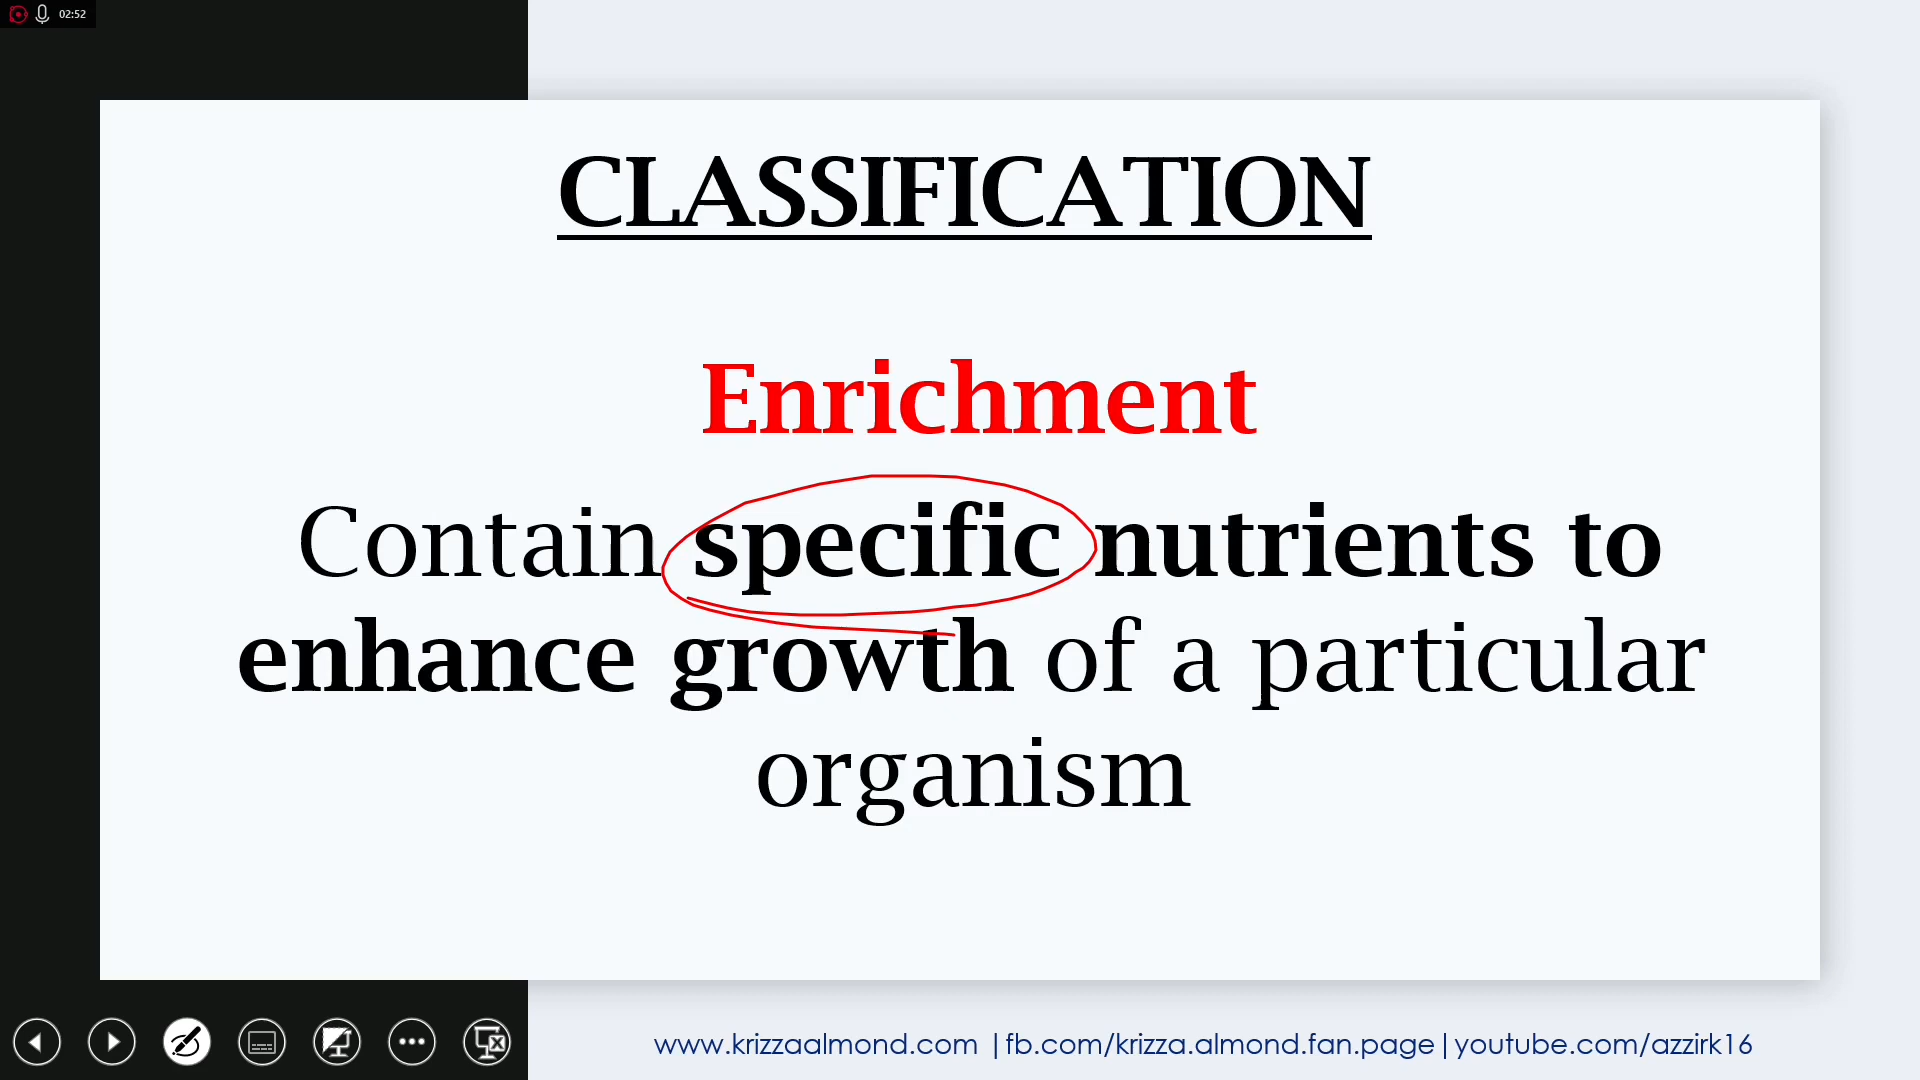 02:52
CLASSIFICATION
Enrichment
Contain specific nutrients to
enhance growth of a particular
organism
www.krizzaalmond.com | fb.com/krizza.almond.fan.page | youtube.com/azzirk16